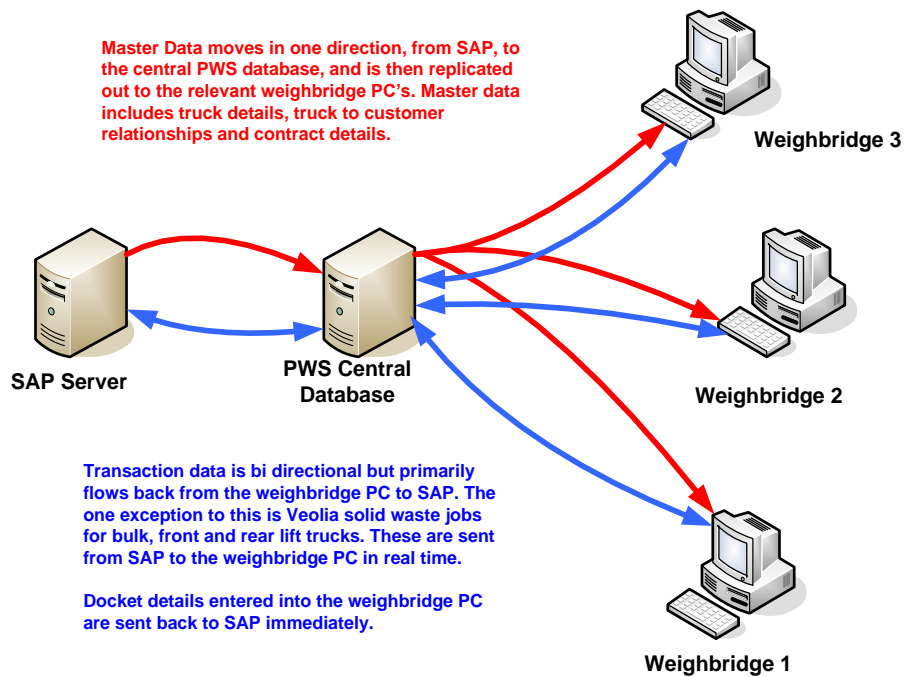 Master Data moves in one direction, from SAP, to
the central PWS database, and is then replicated
out to the relevant weighbridge PC's. Master data
includes truck details, truck to customer
relationships and contract details.
Weighbridge 3
SAP Server
PWS Central
Database
Weighbridge 2
Transaction data is bi directional but primarily
flows back from the weighbridge PC to SAP. The
one exception to this is Veolia solid waste jobs
for bulk, front and rear lift trucks. These are sent
from SAP to the weighbridge PC in real time.
Docket details entered into the weighbridge PC
are sent back to SAP immediately.
Weighbridge 1